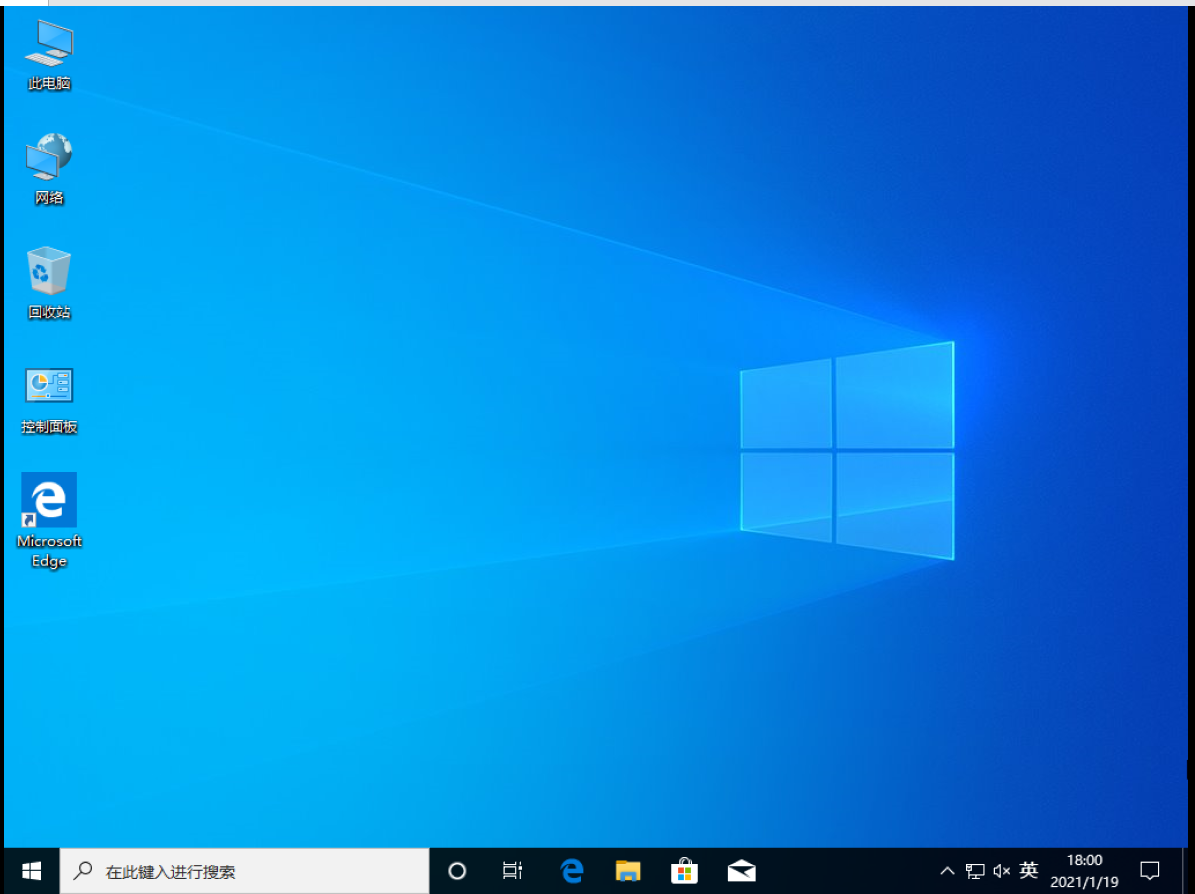 此电脑
网络
回收站
控制面板
Microsoft
Edge
在此键入进行搜索
英
18:00
2021/1/19